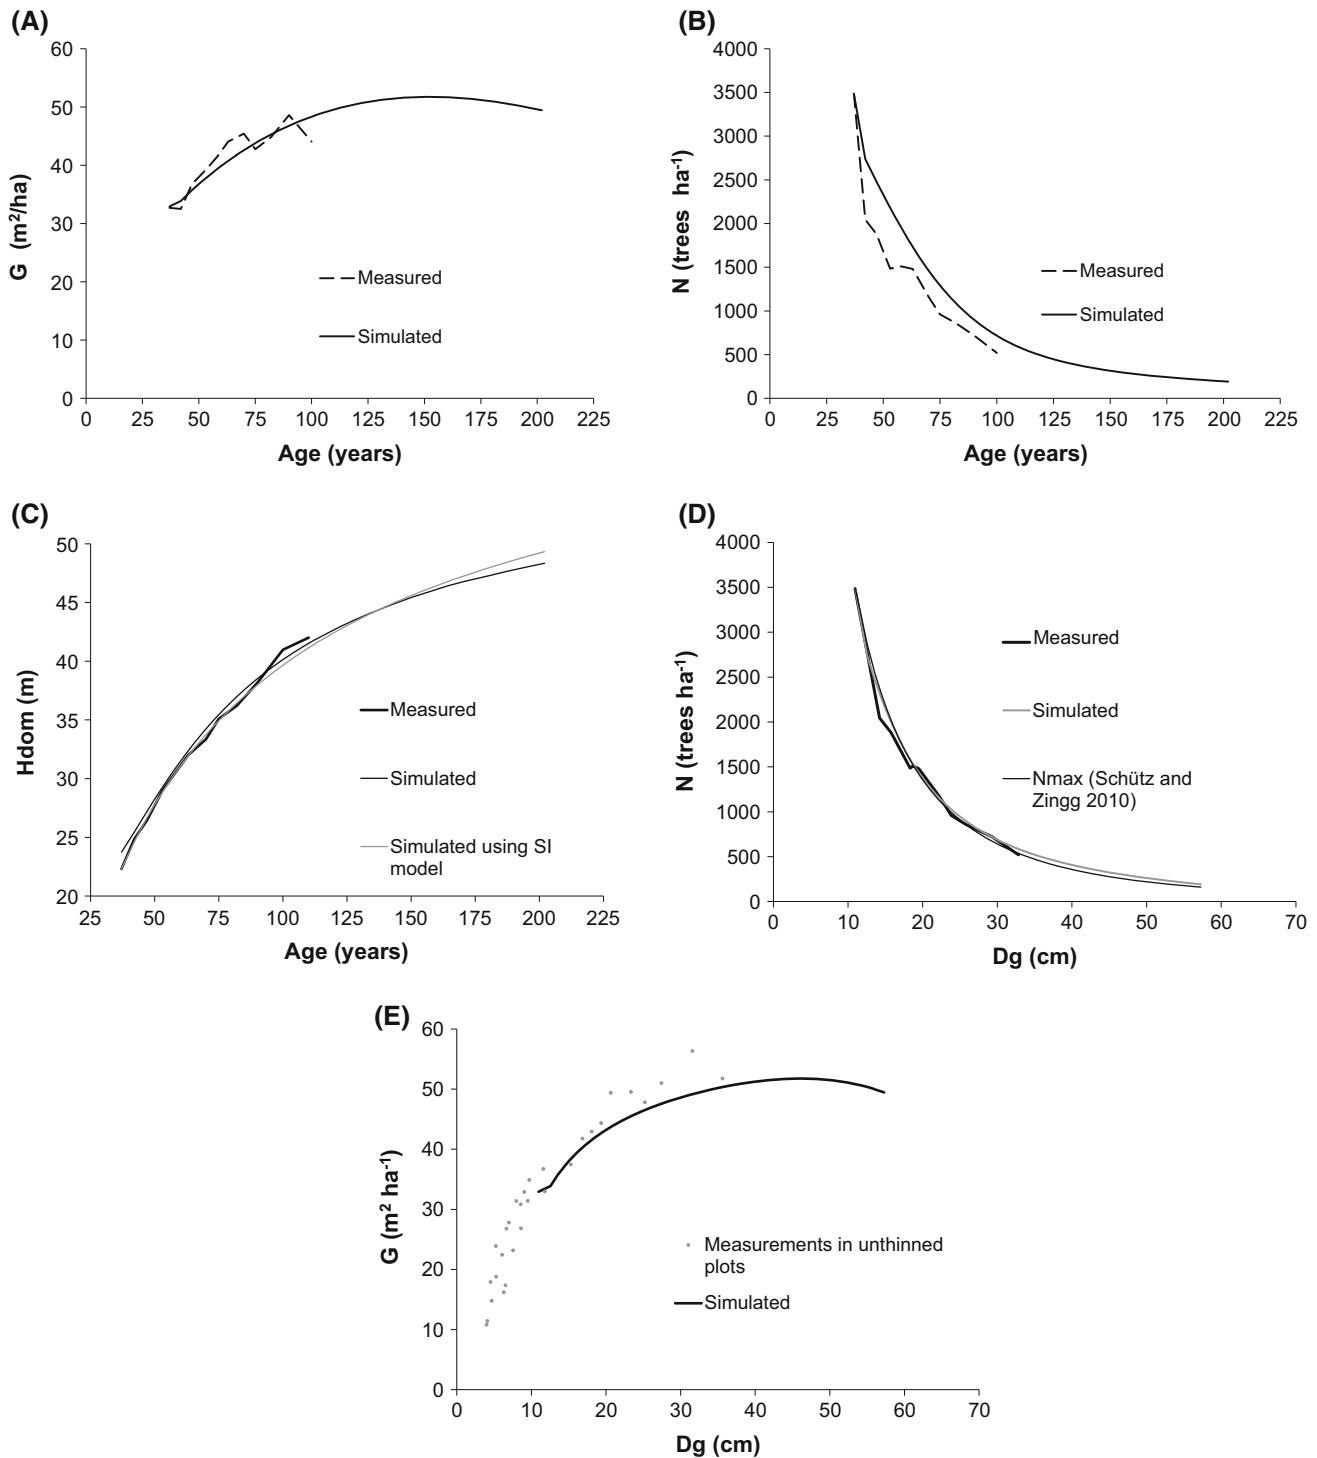 (A)
60
50
40
30
20
10
0
G (m²/ha)
Measured
Simulated
0 25 50 75 100 125 150 175 200 225
Age (years)
(B)
4000
3500
3000
2500
2000
1500
1000
500
0
N (trees ha⁻¹)
Measured
Simulated
0 25 50 75 100 125 150 175 200 225
Age (years)
(C)
50
45
40
35
30
25
20
Hdom (m)
Measured
Simulated
Simulated using SI
model
25 50 75 100 125 150 175 200 225
Age (years)
(D)
4000
3500
3000
2500
2000
1500
1000
500
0
N (trees ha⁻¹)
Measured
Simulated
Nmax (Schütz and
Zingg 2010)
0 10 20 30 40 50 60 70
Dg (cm)
(E)
60
50
40
30
20
10
0
G (m² ha⁻¹)
Measurements in unthinned
plots
Simulated
0 10 20 30 40 50 60 70
Dg (cm)